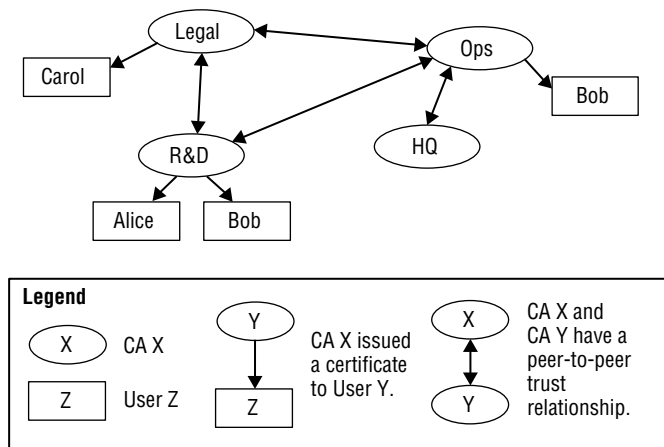 Legal
Ops
Carol
Bob
R&D
HQ
Alice
Bob
Legend
X
CA X
Z
User Z
Y
Z
CA X issued
a certificate
to User Y.
X
Y
CA X and
CA Y have a
peer-to-peer
trust
relationship.